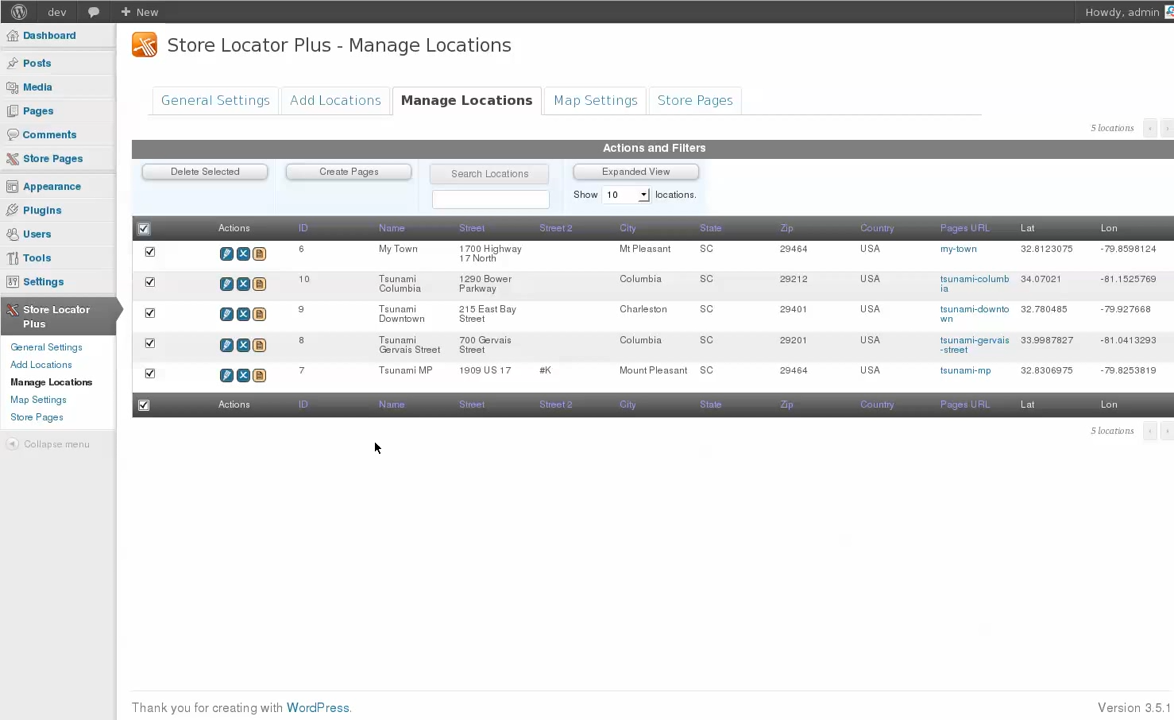 dev
New
Howdy, admin
Dashboard
Posts
Media
Pages
Comments
Store Pages
Appearance
Plugins
Users
Tools
Settings
Store Locator
Plus
General Settings
Add Locations
Manage Locations
Map Settings
Store Pages
Collapse menu
Store Locator Plus - Manage Locations
General Settings Add Locations Manage Locations Map Settings Store Pages
5 locations
Actions and Filters
Delete Selected Create Pages Search Locations Expanded View
Show 10 locations.
Actions ID Name Street Street 2 City State Zip Country Pages URL Lat Lon
6 My Town 1700 Highway Mt Pleasant SC 29464 USA my-town 32.8123075 -79.8598124
17 North
10 Tsunami 1290 Bower Columbia SC 29212 USA tsunami-columb 34.07021 -81.1525769
Columbia Parkway ia
9 Tsunami 215 East Bay Charleston SC 29401 USA tsunami-downto 32.780485 -79.927668
Downtown Street wn
8 Tsunami 700 Gervais Columbia SC 29201 USA tsunami-gervais 33.9987827 -81.0413293
Gervais Street Street -street
7 Tsunami MP 1909 US 17 #K Mount Pleasant SC 29464 USA tsunami-mp 32.8306975 -79.8253819
Actions ID Name Street Street 2 City State Zip Country Pages URL Lat Lon
5 locations
Thank you for creating with WordPress.
Version 3.5.1